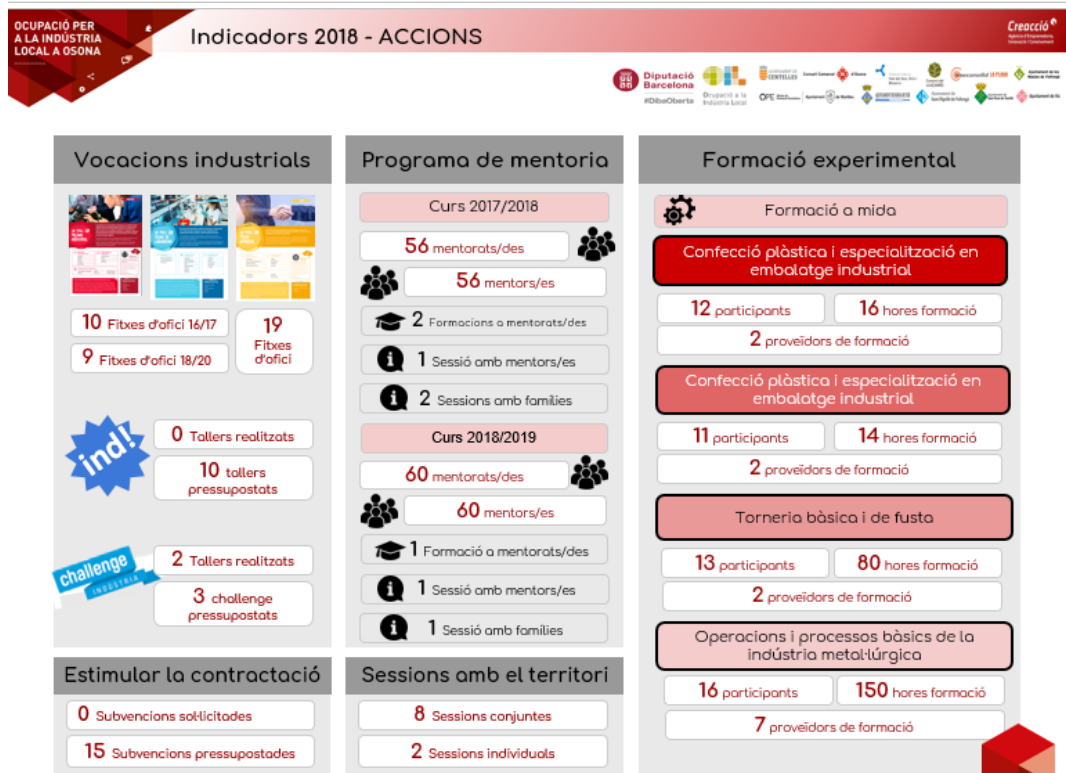 OCUPACIÓ PER
A LA INDÚSTRIA
LOCAL A OSONA
Indicadors 2018 - ACCIONS
Creacció
Diputació
Barcelona
#DibaOberta
Ocupació a la
Indústria Local
CENTELLES
Consell Comarcal d'Osona
OPE
Vocacions industrials
10 Fitxes d'ofici 16/17
9 Fitxes d'ofici 18/20
19
Fitxes
d'ofici
ind!
0 Tallers realitzats
10 tallers
pressupostats
challenge
INDÚSTRIA
2 Tallers realitzats
3 challenge
pressupostats
Estimular la contractació
0 Subvencions sol·licitades
15 Subvencions pressupostades
Programa de mentoria
Curs 2017/2018
56 mentorats/des
56 mentors/es
2 Formacions a mentorats/des
1 Sessió amb mentors/es
2 Sessions amb famílies
Curs 2018/2019
60 mentorats/des
60 mentors/es
1 Formació a mentorats/des
1 Sessió amb mentors/es
1 Sessió amb famílies
Sessions amb el territori
8 Sessions conjuntes
2 Sessions individuals
Formació experimental
Formació a mida
Confecció plàstica i especialització en
embalatge industrial
12 participants
16 hores formació
2 proveïdors de formació
Confecció plàstica i especialització en
embalatge industrial
11 participants
14 hores formació
2 proveïdors de formació
Torneria bàsica i de fusta
13 participants
80 hores formació
2 proveïdors de formació
Operacions i processos bàsics de la
indústria metal·lúrgica
16 participants
150 hores formació
7 proveïdors de formació